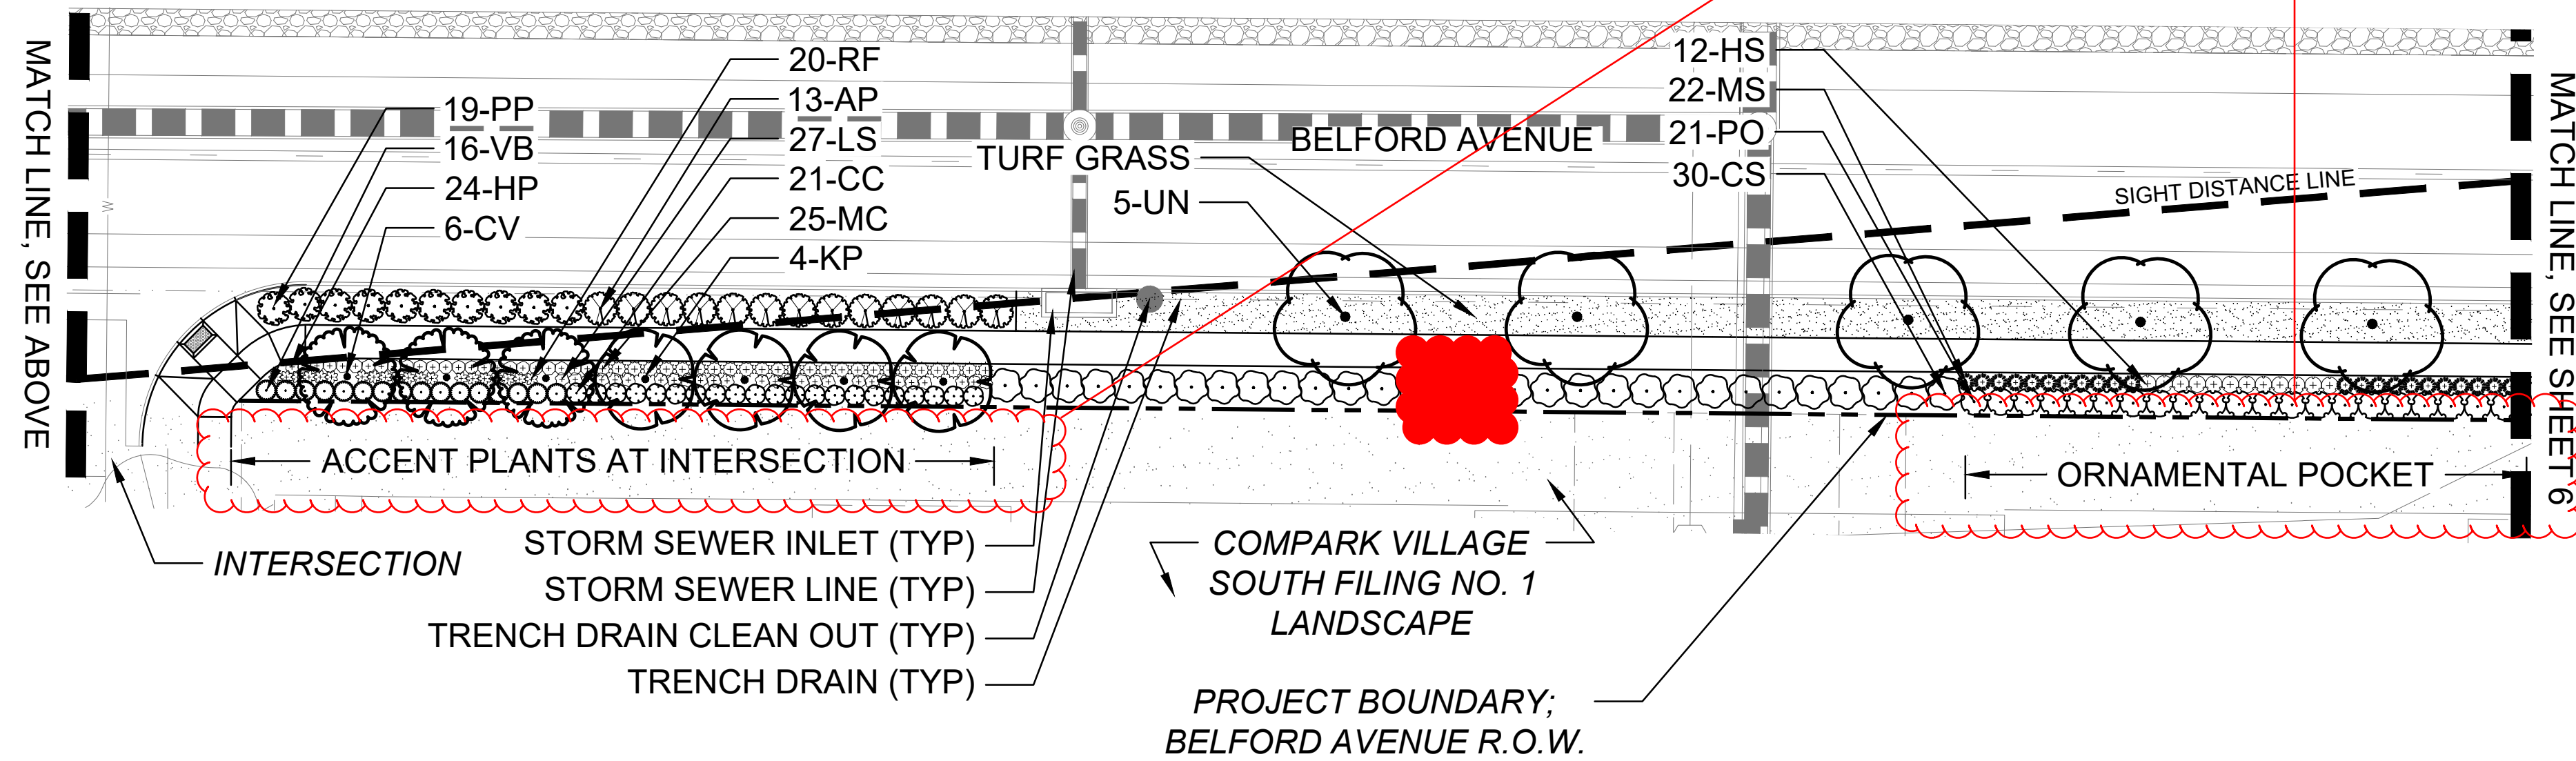 MATCH LINE, SEE ABOVE
19-PP
16-VB
24-HP
6-CV
20-RF
13-AP
27-LS
21-CC
25-MC
4-KP
TURF GRASS
5-UN
BELFORD AVENUE
12-HS
22-MS
21-PO
30-CS
SIGHT DISTANCE LINE
MATCH LINE, SEE SHEET 6
ACCENT PLANTS AT INTERSECTION
ORNAMENTAL POCKET
INTERSECTION
STORM SEWER INLET (TYP)
STORM SEWER LINE (TYP)
TRENCH DRAIN CLEAN OUT (TYP)
TRENCH DRAIN (TYP)
COMPARK VILLAGE
SOUTH FILING NO. 1
LANDSCAPE
PROJECT BOUNDARY;
BELFORD AVENUE R.O.W.